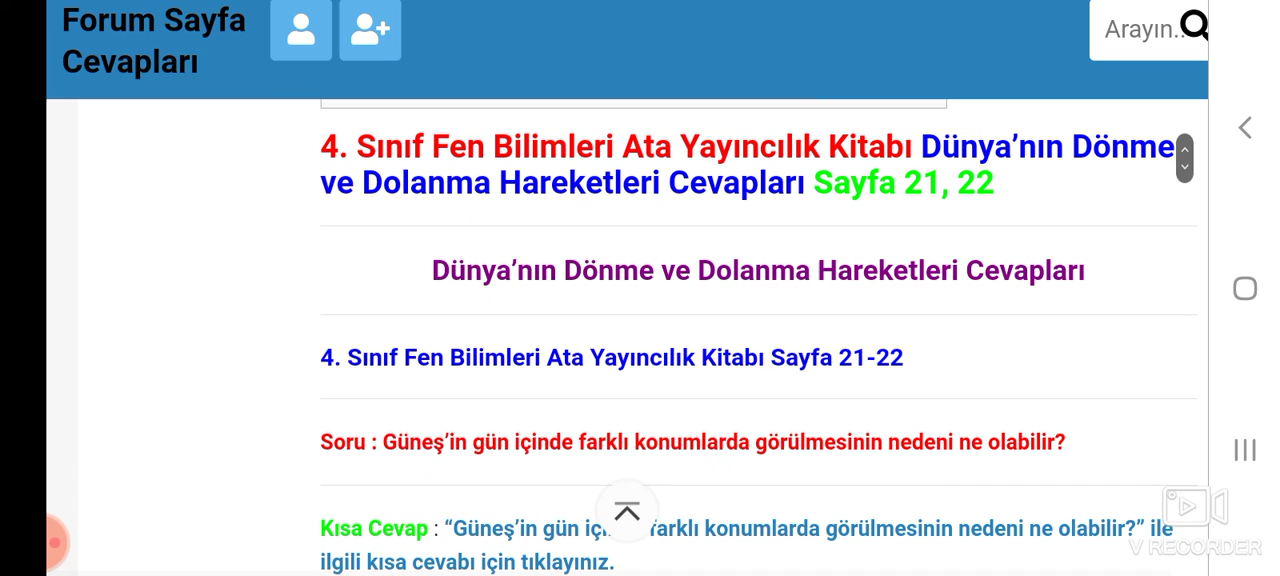 Forum Sayfa
Cevapları
Arayın..
4. Sınıf Fen Bilimleri Ata Yayıncılık Kitabı Dünya’nın Dönme
ve Dolanma Hareketleri Cevapları Sayfa 21, 22
Dünya’nın Dönme ve Dolanma Hareketleri Cevapları
4. Sınıf Fen Bilimleri Ata Yayıncılık Kitabı Sayfa 21-22
Soru : Güneş’in gün içinde farklı konumlarda görülmesinin nedeni ne olabilir?
Kısa Cevap : “Güneş’in gün farklı konumlarda görülmesinin nedeni ne olabilir?” ile
ilgili kısa cevabı için tıklayınız.
V RECORDER